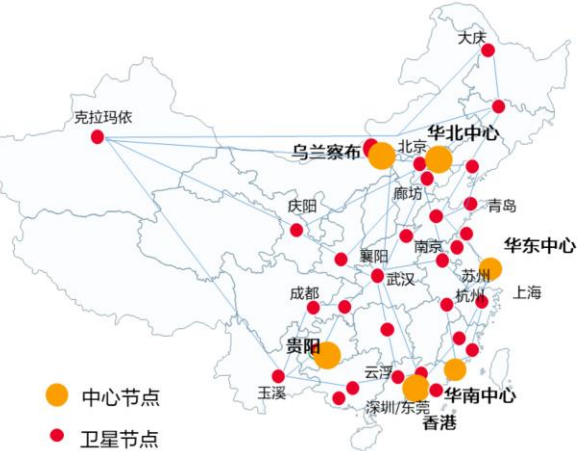 大庆
克拉玛依
华北中心
北京
乌兰察布
廊坊
庆阳
青岛
南京
华东中心
襄阳
武汉
苏州
上海
成都
杭州
贵阳
云浮
玉溪
华南中心
深圳/东莞
香港
中心节点
卫星节点